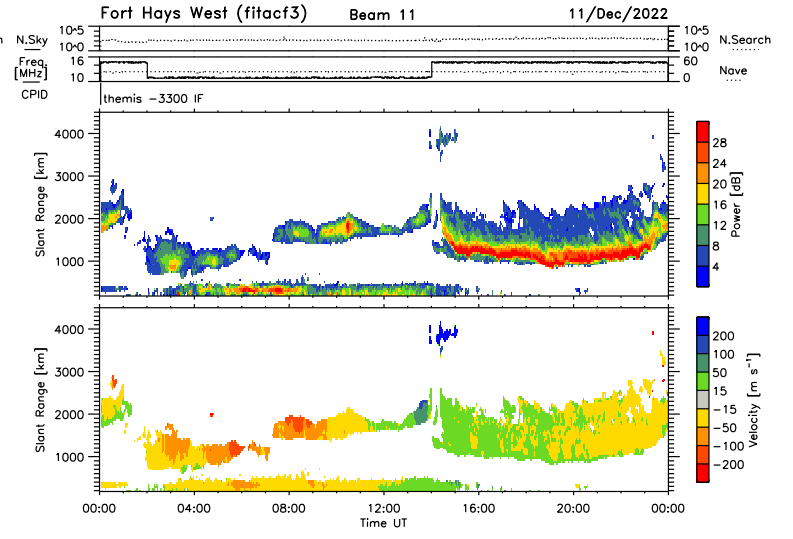 Fort Hays West (fitacf3) Beam 11 11/Dec/2022
N.Sky 10^5 10^5 N.Search
10^0 10^0
Freq. 16 60 Nave
[MHz] 10 0
CPID themis -3300 IF
Slant Range [km]
4000
3000
2000
1000
28
24
20
16
12
8
4
Power [dB]
Slant Range [km]
4000
3000
2000
1000
200
100
50
15
-15
-50
-100
-200
Velocity [m s⁻¹]
00:00 04:00 08:00 12:00 16:00 20:00 00:00
Time UT